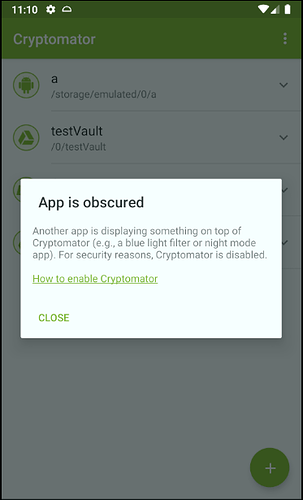 11:10
Cryptomator
a
/storage/emulated/0/a
testVault
/0/testVault
App is obscured
Another app is displaying something on top of
Cryptomator (e.g., a blue light filter or night mode
app). For security reasons, Cryptomator is disabled.
How to enable Cryptomator
CLOSE